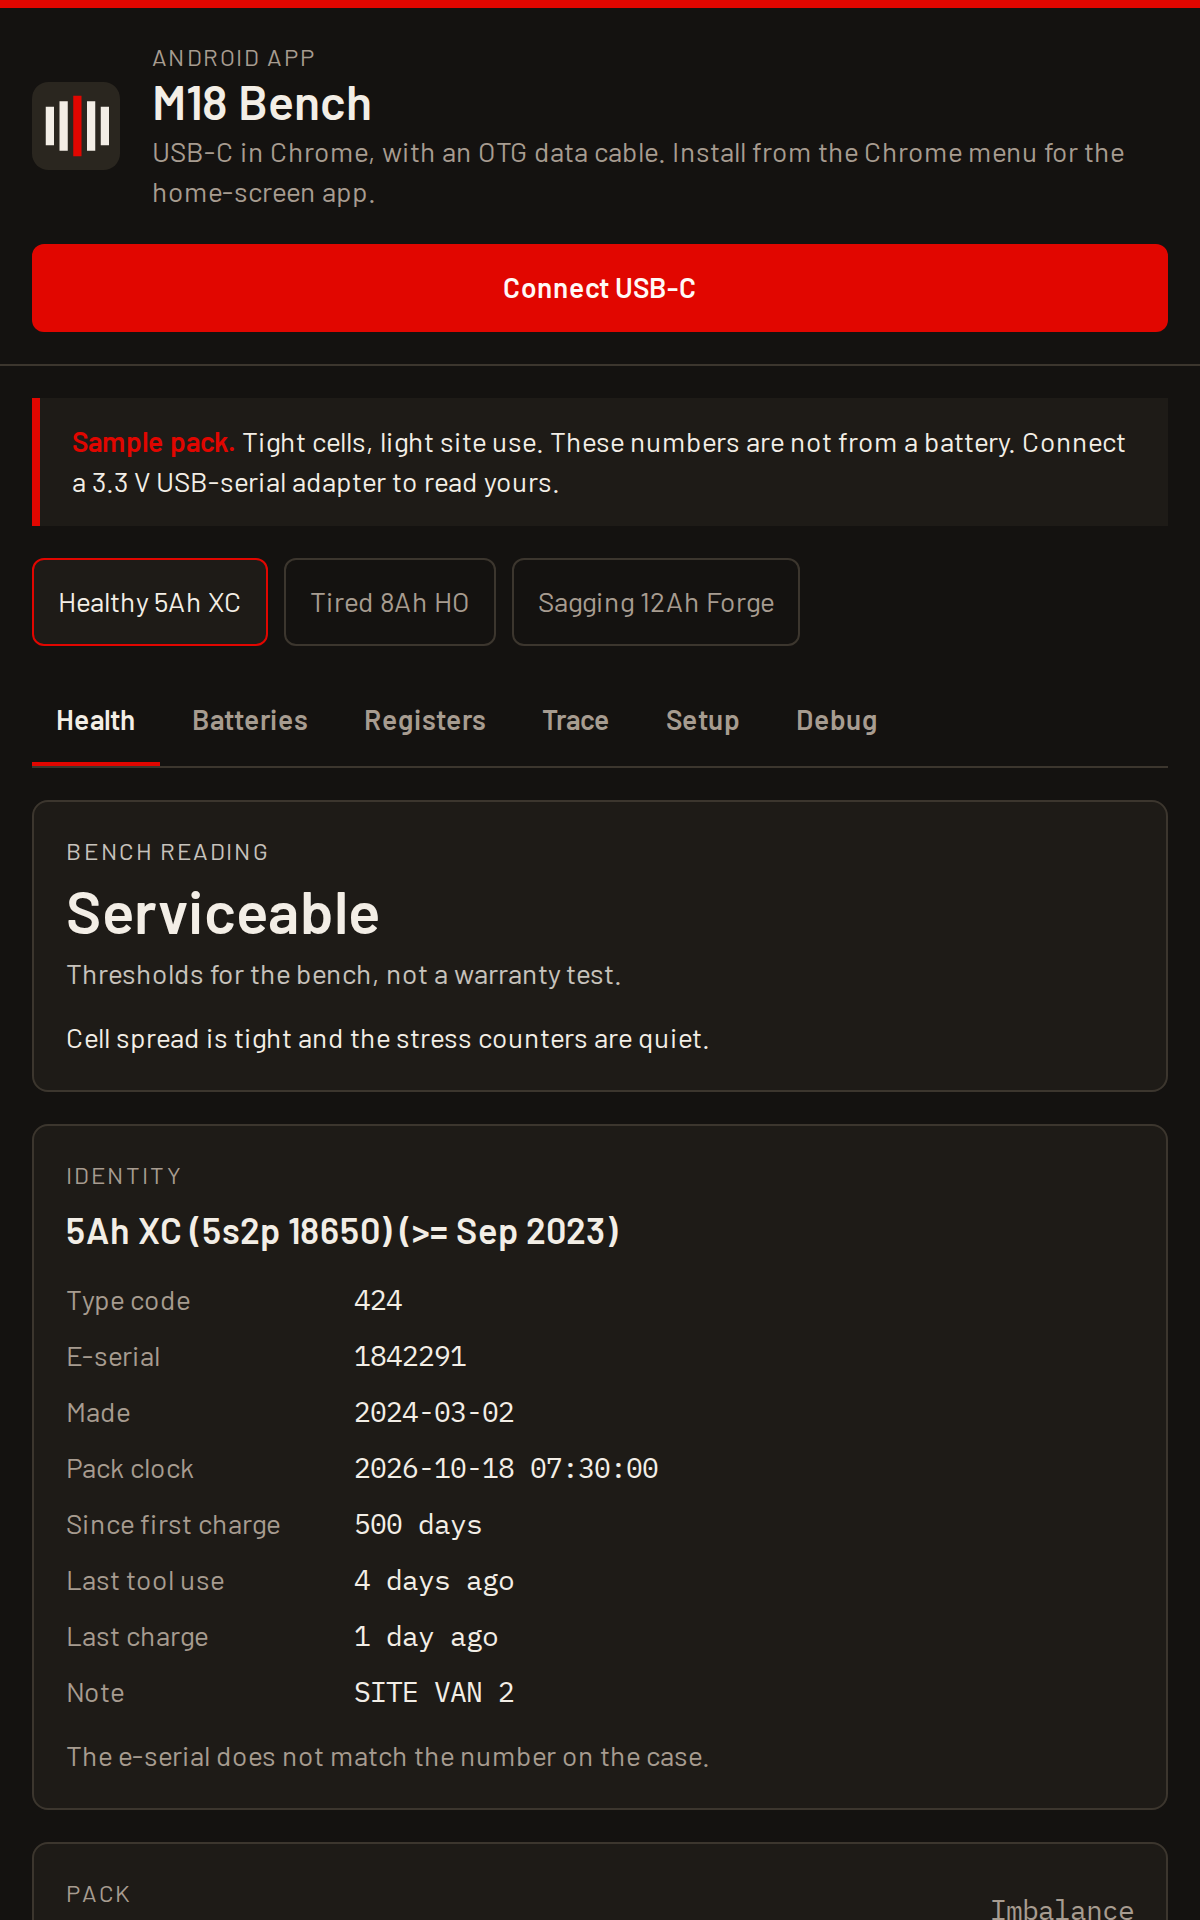 ANDROID APP
M18 Bench
USB-C in Chrome, with an OTG data cable. Install from the Chrome menu for the
home-screen app.
Connect USB-C
Sample pack. Tight cells, light site use. These numbers are not from a battery. Connect
a 3.3 V USB-serial adapter to read yours.
Healthy 5Ah XC Tired 8Ah HO Sagging 12Ah Forge
Health Batteries Registers Trace Setup Debug
BENCH READING
Serviceable
Thresholds for the bench, not a warranty test.
Cell spread is tight and the stress counters are quiet.
IDENTITY
5Ah XC (5s2p 18650) (>= Sep 2023)
Type code 424
E-serial 1842291
Made 2024-03-02
Pack clock 2026-10-18 07:30:00
Since first charge 500 days
Last tool use 4 days ago
Last charge 1 day ago
Note SITE VAN 2
The e-serial does not match the number on the case.
PACK
Imbalance